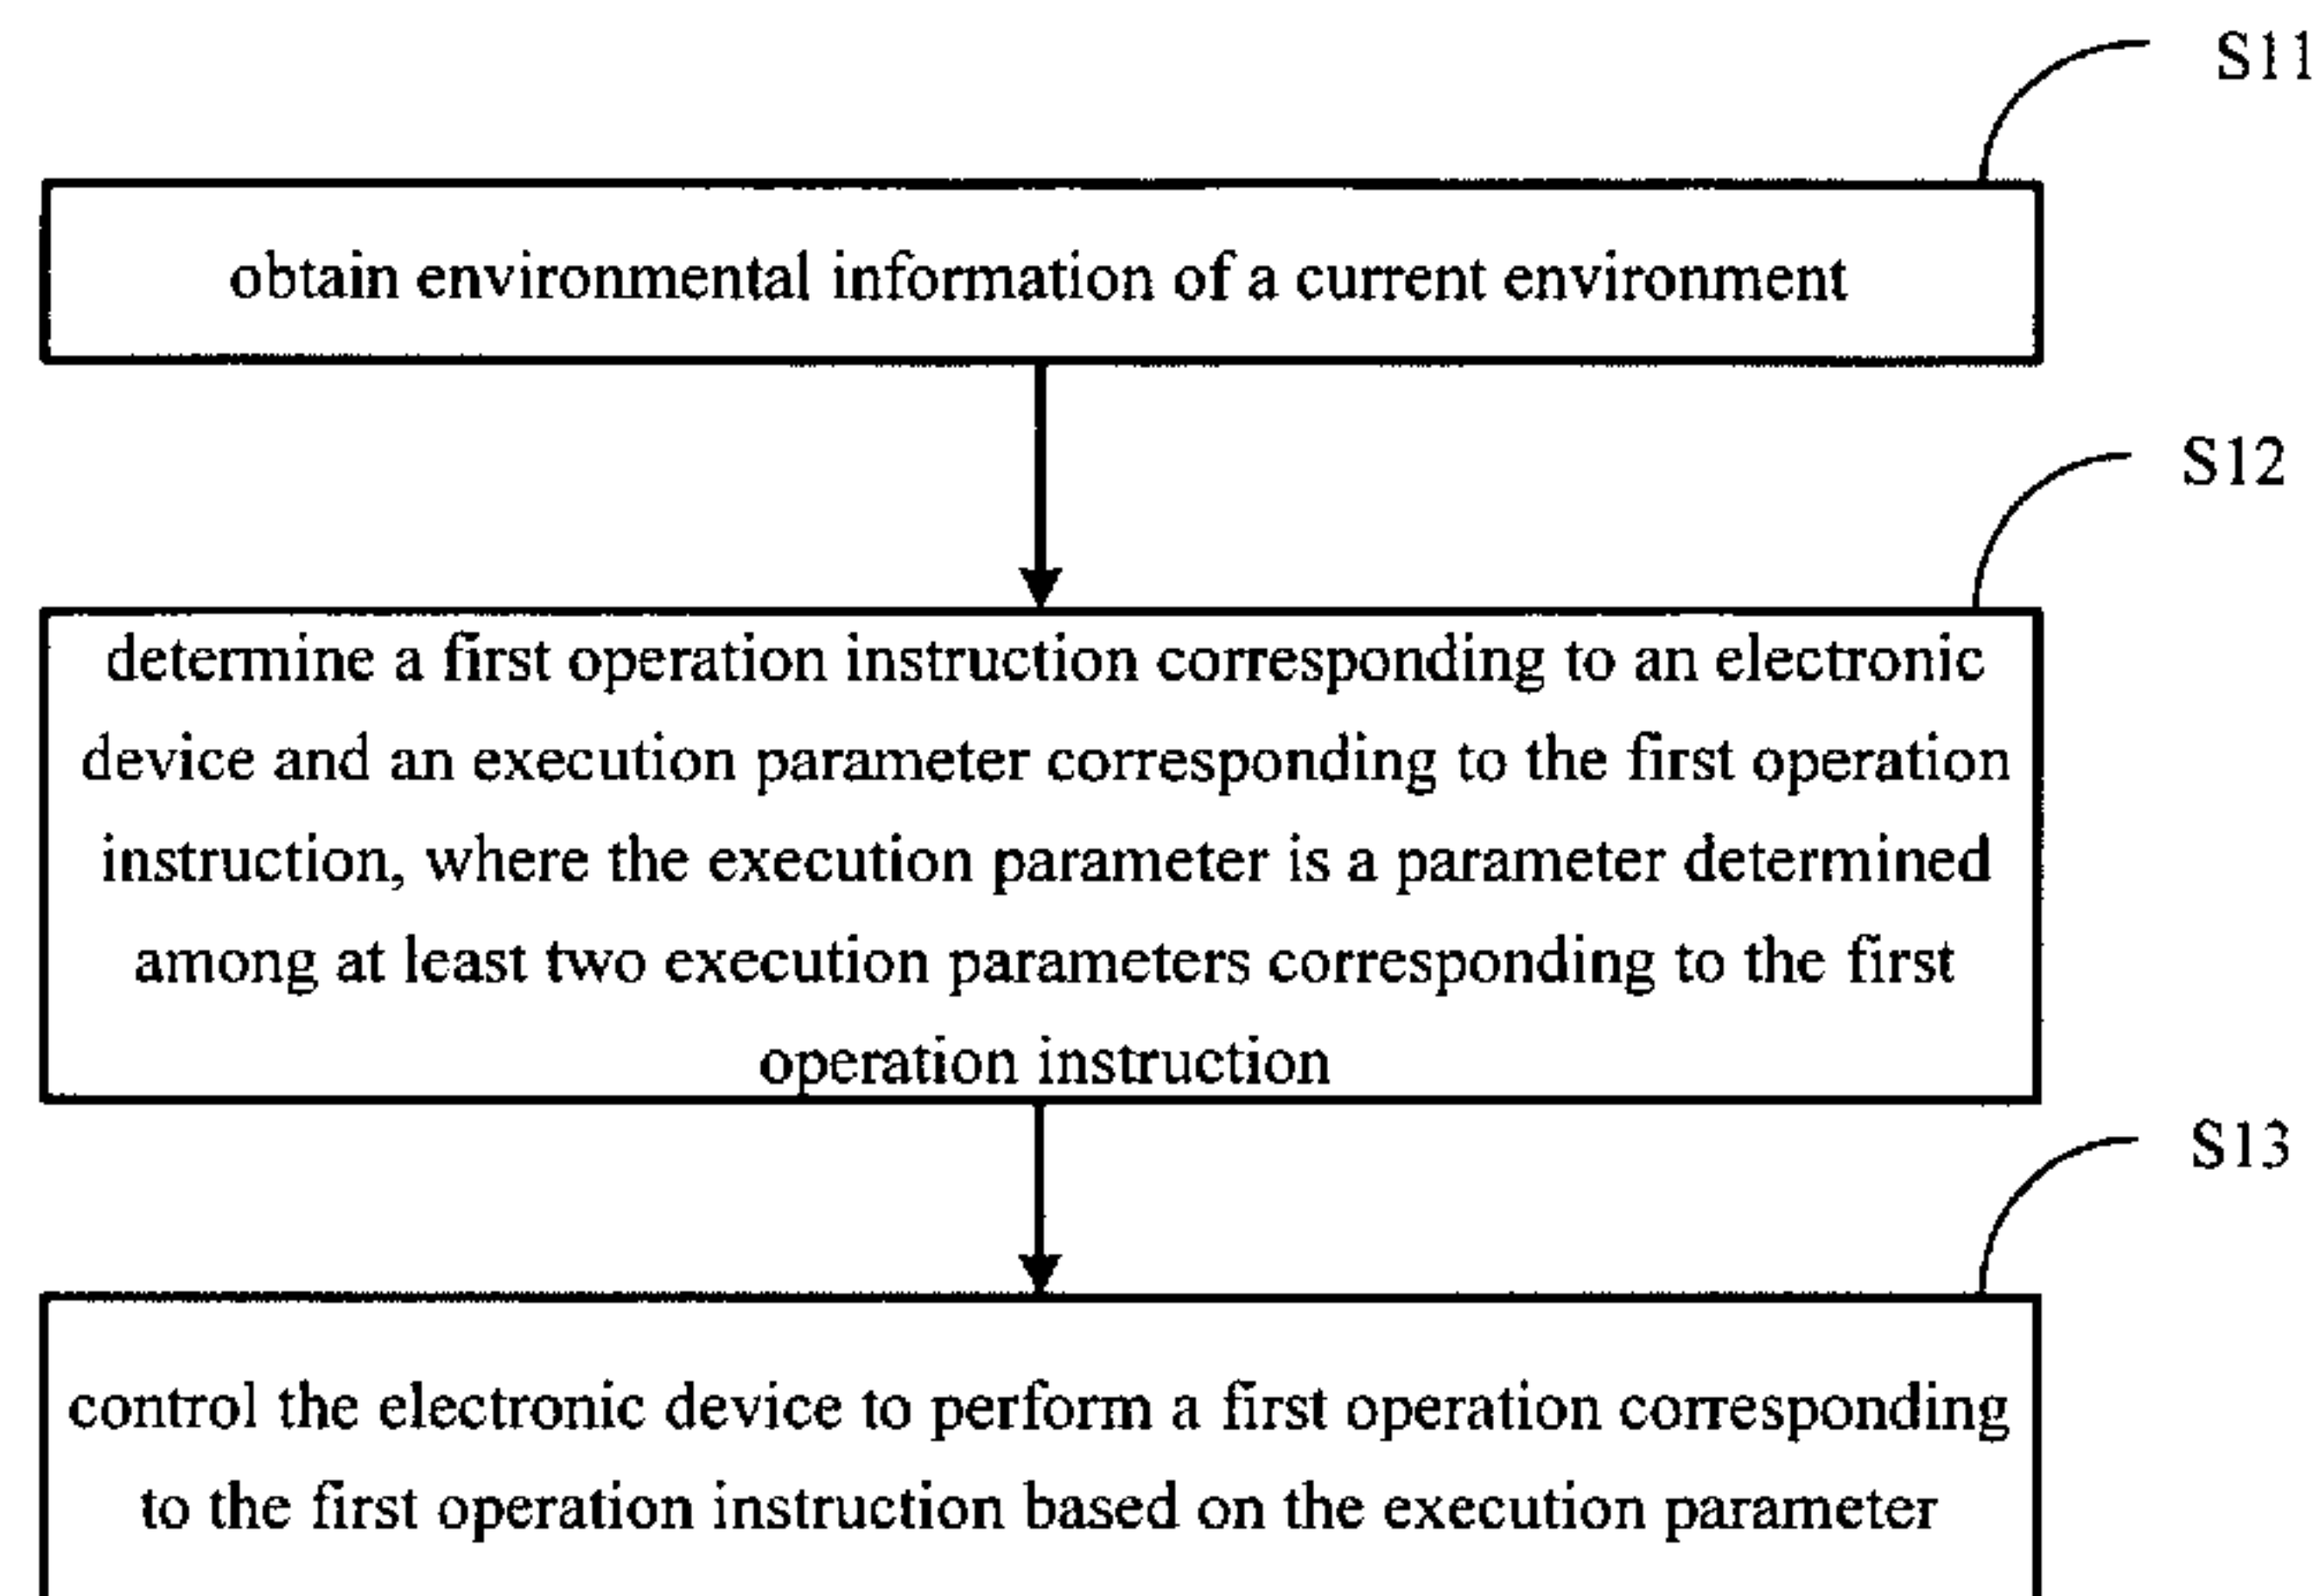 S11
obtain environmental information of a current environment
S12
determine a first operation instruction corresponding to an electronic
device and an execution parameter corresponding to the first operation
instruction, where the execution parameter is a parameter determined
among at least two execution parameters corresponding to the first
operation instruction
S13
control the electronic device to perform a first operation corresponding
to the first operation instruction based on the execution parameter